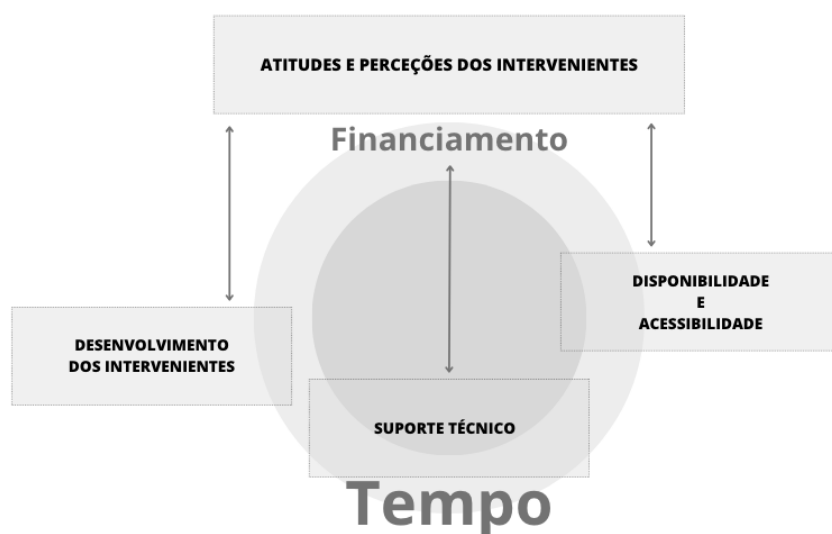 ATITUDES E PERCEÇÕES DOS INTERVENIENTES
Financiamento
DISPONIBILIDADE
E
ACESSIBILIDADE
DESENVOLVIMENTO
DOS INTERVENIENTES
SUPORTE TÉCNICO
Tempo